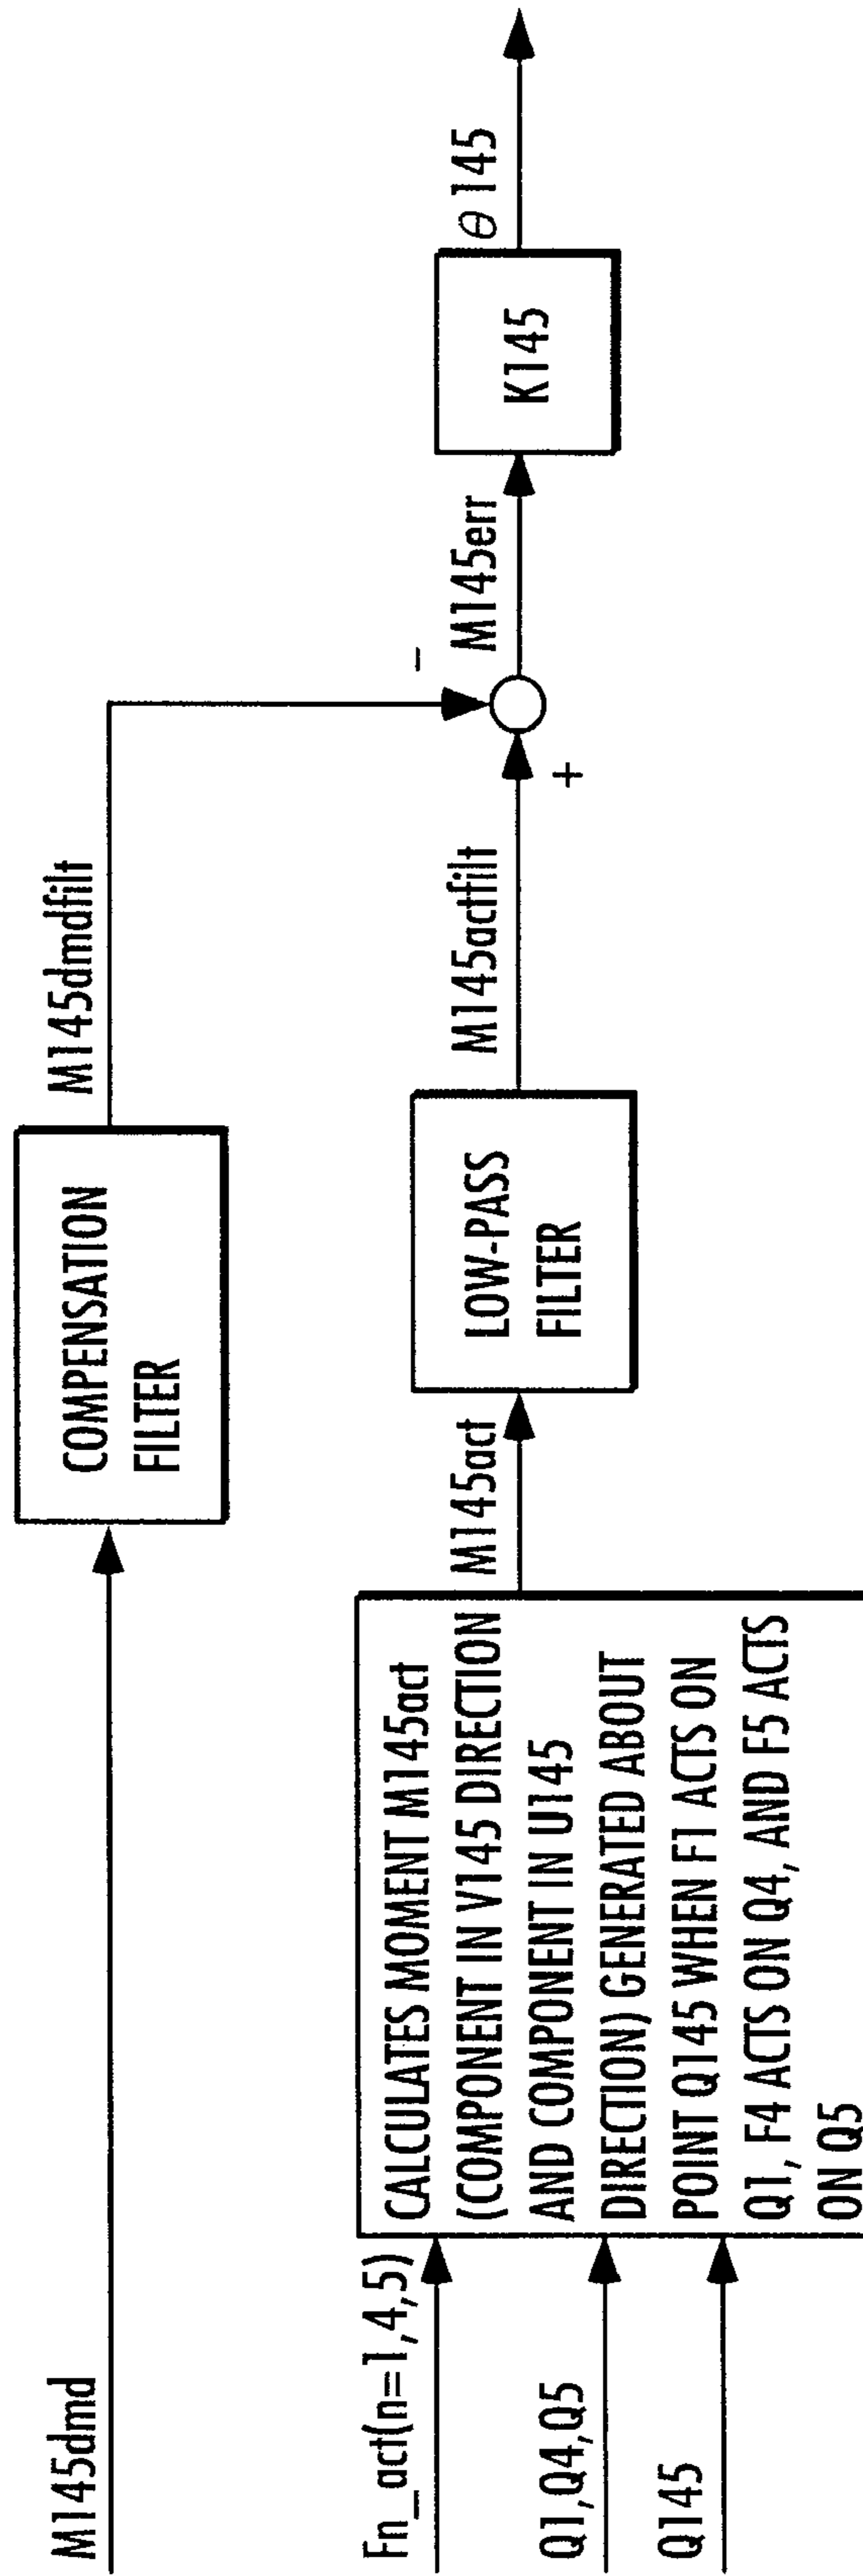 M145dmd
COMPENSATION
FILTER
M145dmdfilt
Fn_act(n=1,4,5)
Q1,Q4,Q5
Q145
CALCULATES MOMENT M145act
(COMPONENT IN V145 DIRECTION
AND COMPONENT IN U145
DIRECTION) GENERATED ABOUT
POINT Q145 WHEN F1 ACTS ON
Q1, F4 ACTS ON Q4, AND F5 ACTS
ON Q5
M145act
LOW-PASS
FILTER
M145actfilt
+
-
M145err
K145
θ145